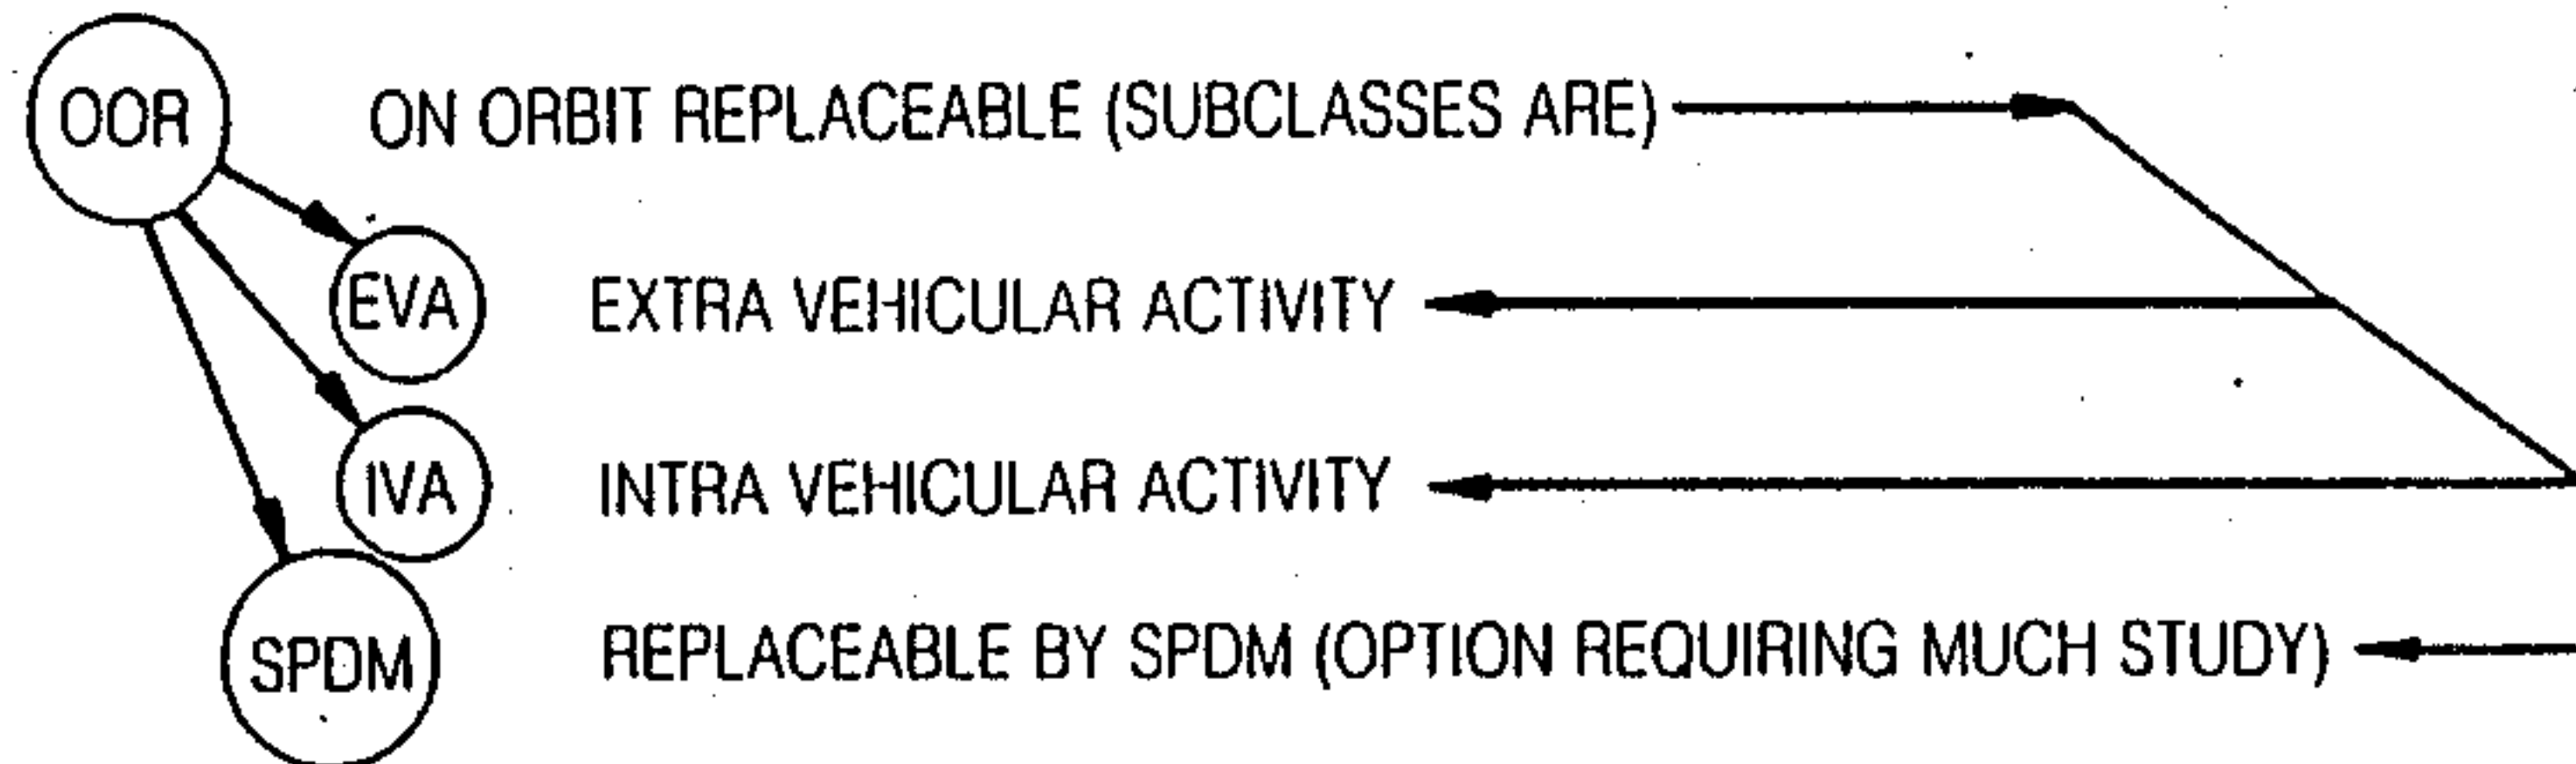 OOR ON ORBIT REPLACEABLE (SUBCLASSES ARE)
EVA EXTRA VEHICULAR ACTIVITY
IVA INTRA VEHICULAR ACTIVITY
SPDM REPLACEABLE BY SPDM (OPTION REQUIRING MUCH STUDY)